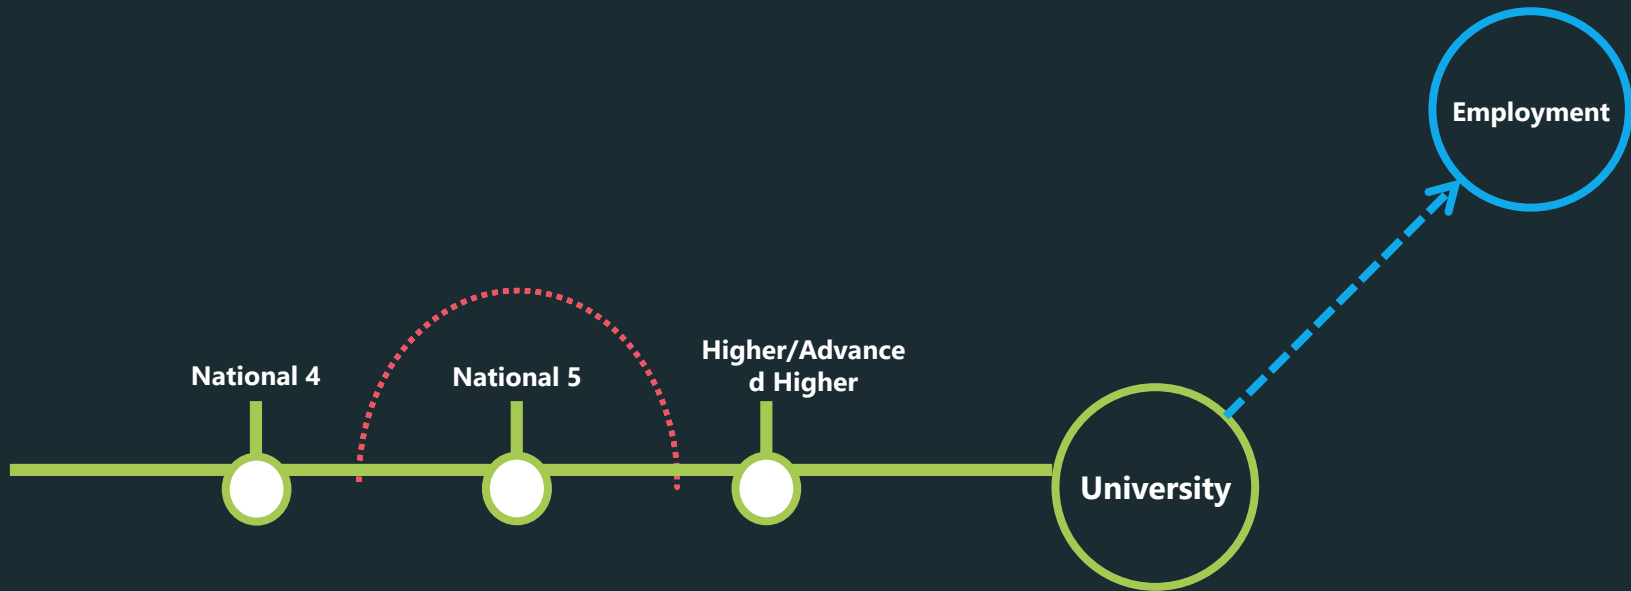 Employment
National 4
National 5
Higher/Advance
d Higher
University